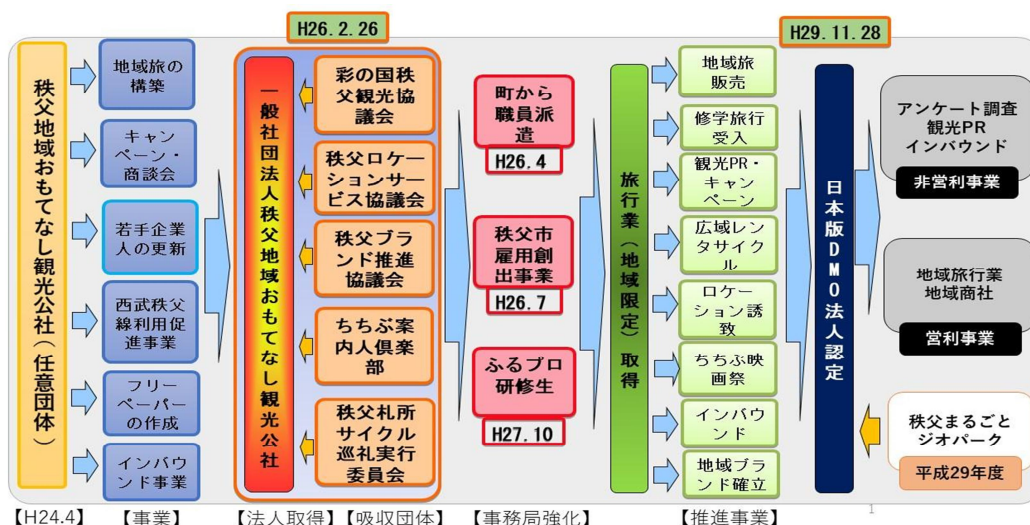 H26.2.26
H29.11.28
秩父地域おもてなし観光公社(任意団体)
地域旅の
構築
キャン
ペーン・
商談会
若手企業
人の更新
西武秩父
線利用促
進事業
フリー
ペーパー
の作成
インバウ
ンド事業
一般社団法人秩父地域おもてなし観光公社
彩の国秩
父観光協
議会
秩父ロケー
ションサー
ビス協議会
秩父ブラ
ンド推進
協議会
ちちぶ案
内人倶楽
部
秩父札所
サイクル
巡礼実行
委員会
町から
職員派
遣
H26.4
秩父市
雇用創
出事業
H26.7
ふるプロ
研修生
H27.10
旅行業(地域限定)取得
地域旅
販売
修学旅行
受入
観光PR・
キャン
ペーン
広域レン
タサイク
ル
ロケー
ション誘
致
ちちぶ映
画祭
インバウ
ンド
地域ブラ
ンド確立
日本版DMO法人認定
アンケート調査
観光PR
インバウンド
非営利事業
地域旅行業
地域商社
営利事業
秩父まるごと
ジオパーク
平成29年度
【H24.4】
【事業】
【法人取得】
【吸収団体】
【事務局強化】
【推進事業】
1